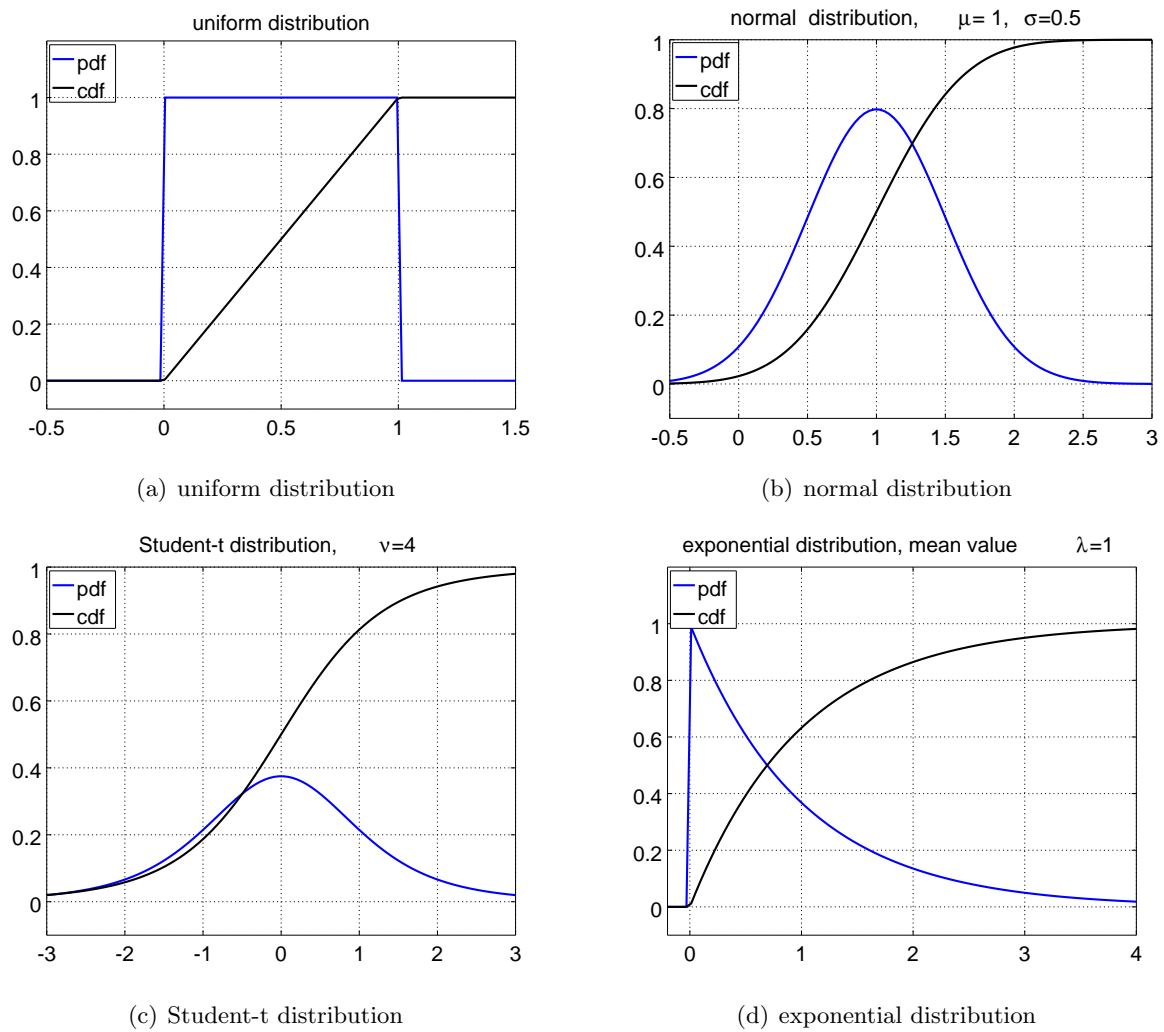 uniform distribution
pdf
cdf
1
0.8
0.6
0.4
0.2
0
-0.5 0 0.5 1 1.5
(a) uniform distribution
normal distribution, μ= 1, σ=0.5
pdf
cdf
1
0.8
0.6
0.4
0.2
0
-0.5 0 0.5 1 1.5 2 2.5 3
(b) normal distribution
Student-t distribution, ν=4
pdf
cdf
1
0.8
0.6
0.4
0.2
0
-3 -2 -1 0 1 2 3
(c) Student-t distribution
exponential distribution, mean value λ=1
pdf
cdf
1
0.8
0.6
0.4
0.2
0
0 1 2 3 4
(d) exponential distribution